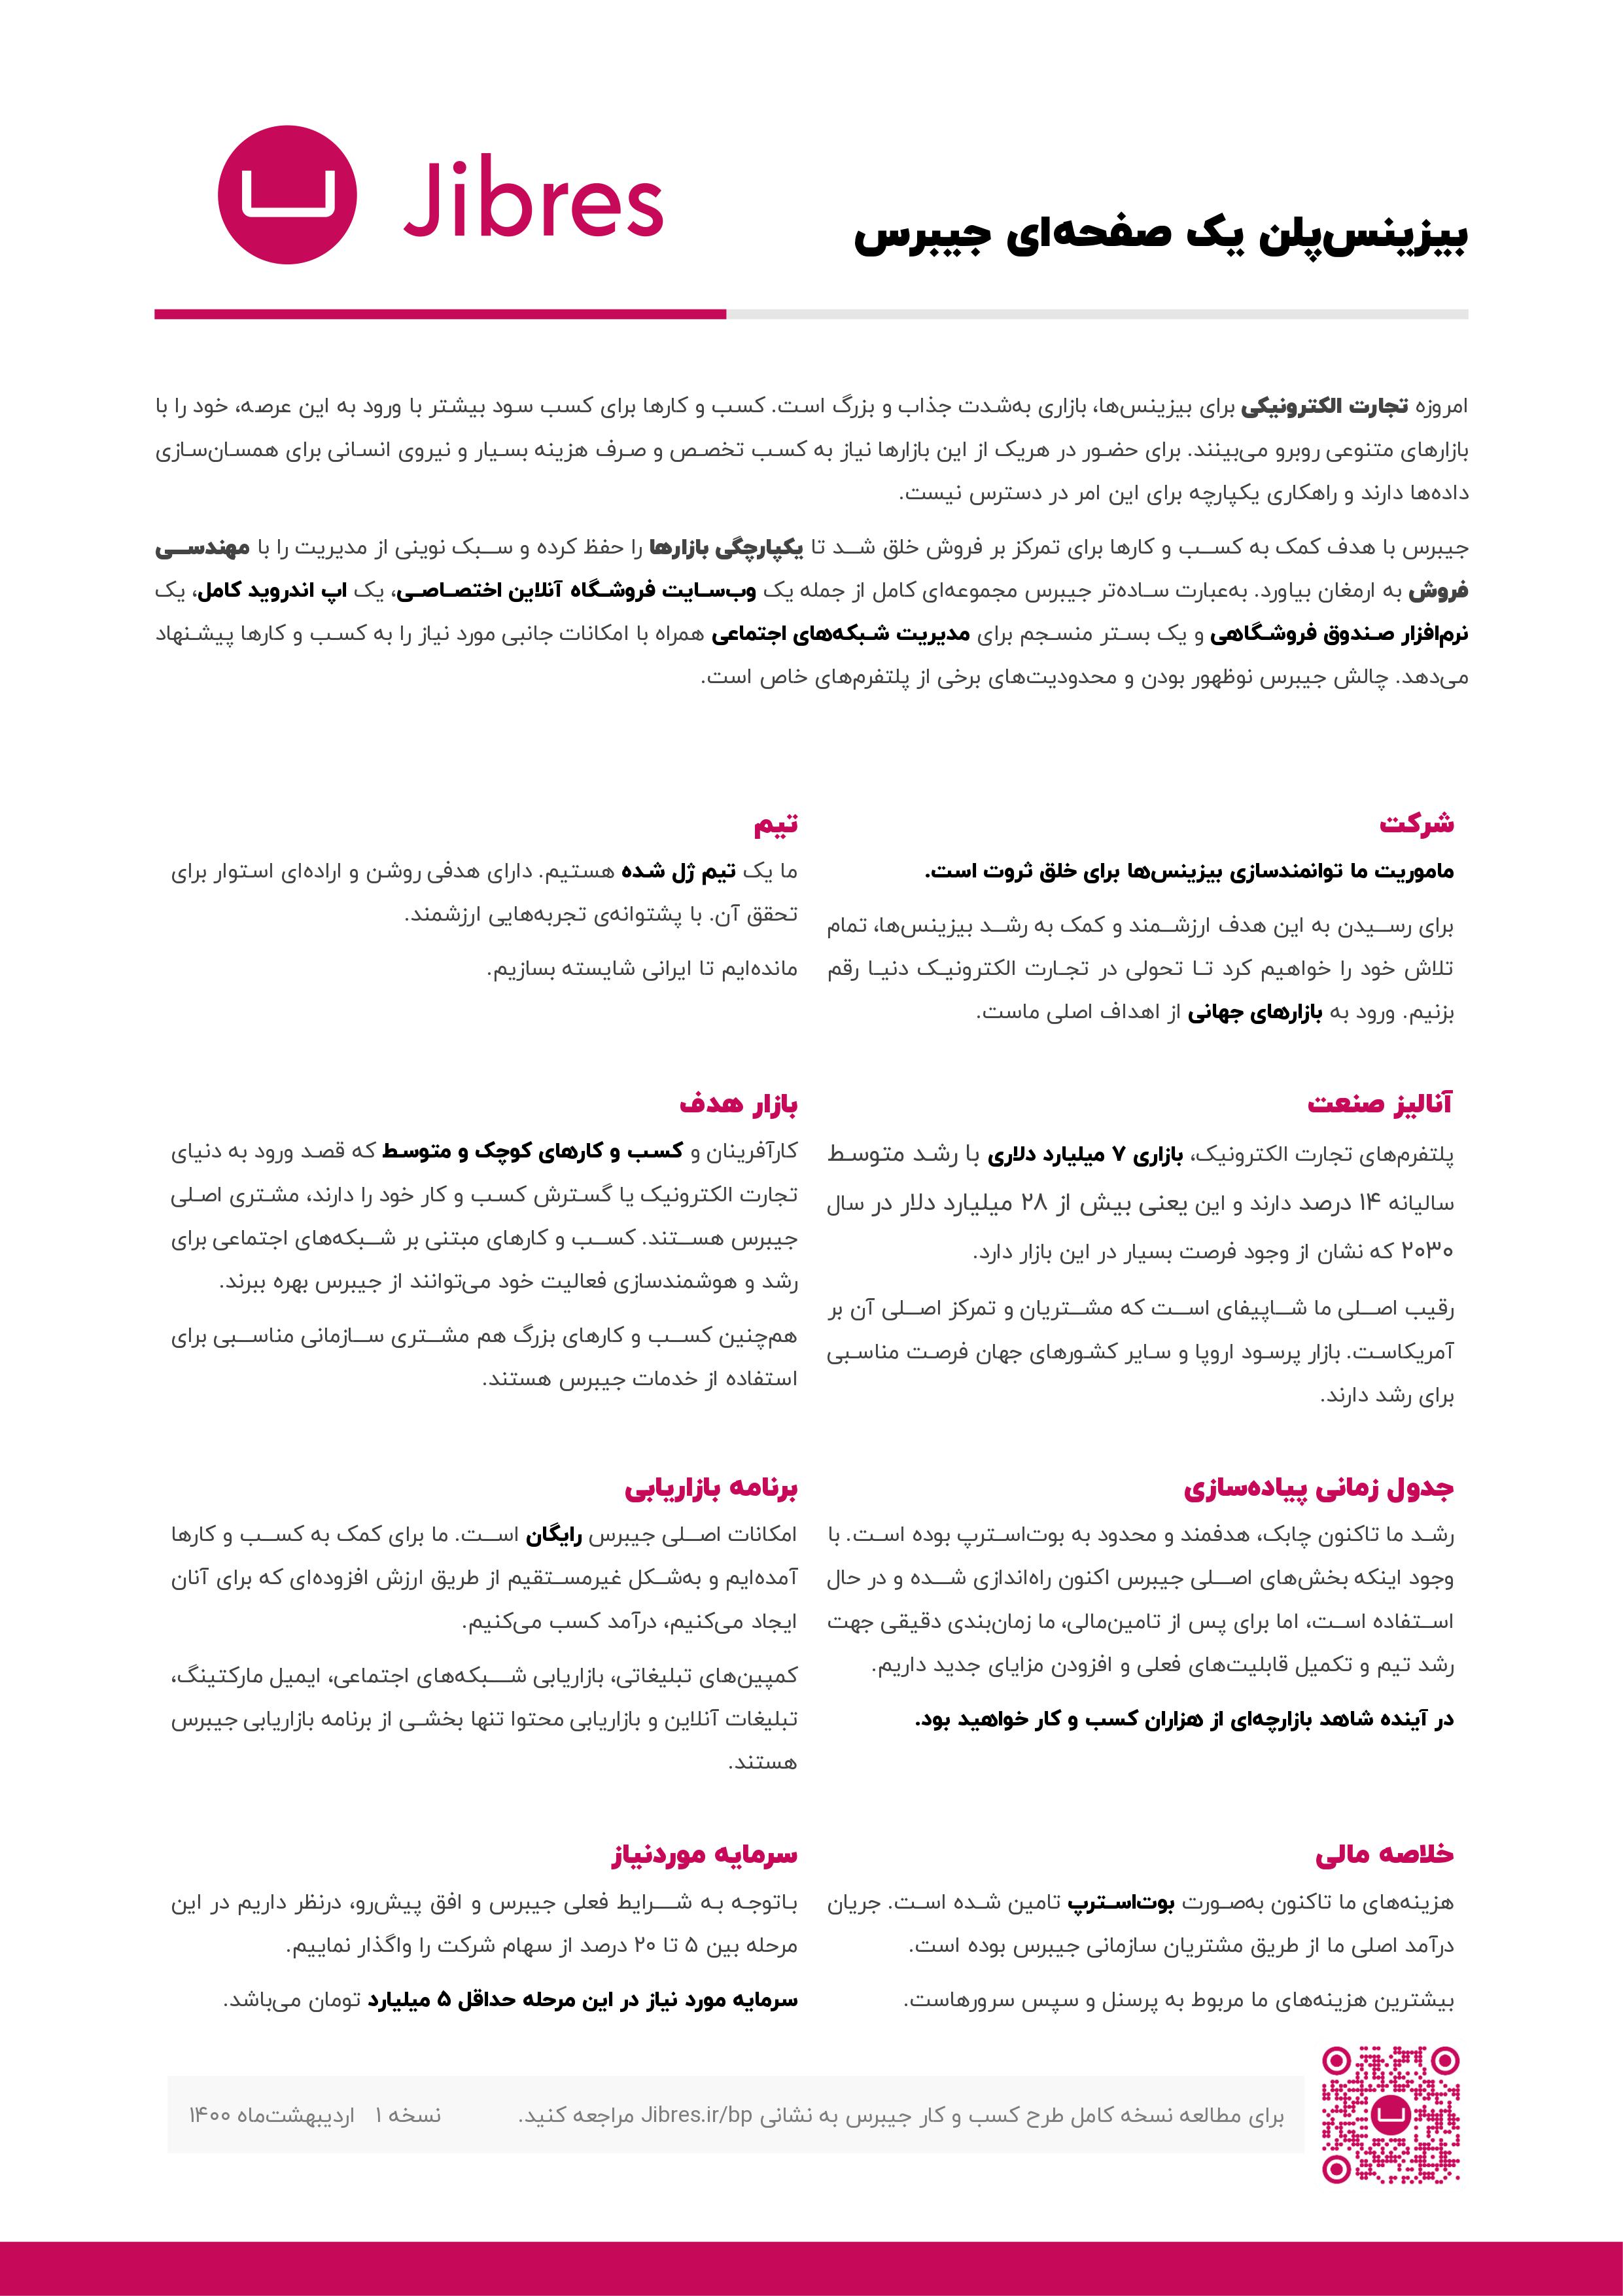 Jibres
بیزینس‌پلن یک صفحه‌ای جیبرس
امروزه تجارت الکترونیکی برای بیزینس‌ها، بازاری به‌شدت جذاب و بزرگ است. کسب و کارها برای کسب سود بیشتر با ورود به این عرصه، خود را با
بازارهای متنوعی روبرو می‌بینند. برای حضور در هریک از این بازارها نیاز به کسب تخصص و صرف هزینه بسیار و نیروی انسانی برای همسان‌سازی
داده‌ها دارند و راهکاری یکپارچه برای این امر در دسترس نیست.
جیبرس با هدف کمک به کسب و کارها برای تمرکز بر فروش خلق شد تا یکپارچگی بازارها را حفظ کرده و سبک نوینی از مدیریت را با مهندسی
فروش به ارمغان بیاورد. به‌عبارت ساده‌تر جیبرس مجموعه‌ای کامل از جمله یک وب‌سایت فروشگاه آنلاین اختصاصی، یک اپ اندروید کامل، یک
نرم‌افزار صندوق فروشگاهی و یک بستر منسجم برای مدیریت شبکه‌های اجتماعی همراه با امکانات جانبی مورد نیاز را به کسب و کارها پیشنهاد
می‌دهد. چالش جیبرس نوظهور بودن و محدودیت‌های برخی از پلتفرم‌های خاص است.
شرکت
ماموریت ما توانمندسازی بیزینس‌ها برای خلق ثروت است.
برای رسیدن به این هدف ارزشمند و کمک به رشد بیزینس‌ها، تمام
تلاش خود را خواهیم کرد تا تحولی در تجارت الکترونیک دنیا رقم
بزنیم. ورود به بازارهای جهانی از اهداف اصلی ماست.
تیم
ما یک تیم ژل شده هستیم. دارای هدفی روشن و اراده‌ای استوار برای
تحقق آن. با پشتوانه‌ی تجربه‌هایی ارزشمند.
مانده‌ایم تا ایرانی شایسته بسازیم.
آنالیز صنعت
پلتفرم‌های تجارت الکترونیک، بازاری ۷ میلیارد دلاری با رشد متوسط
سالیانه ۱۴ درصد دارند و این یعنی بیش از ۲۸ میلیارد دلار در سال
۲۰۳۰ که نشان از وجود فرصت بسیار در این بازار دارد.
رقیب اصلی ما شاپیفای است که مشتریان و تمرکز اصلی آن بر
آمریکاست. بازار پرسود اروپا و سایر کشورهای جهان فرصت مناسبی
برای رشد دارند.
بازار هدف
کارآفرینان و کسب و کارهای کوچک و متوسط که قصد ورود به دنیای
تجارت الکترونیک یا گسترش کسب و کار خود را دارند، مشتری اصلی
جیبرس هستند. کسب و کارهای مبتنی بر شبکه‌های اجتماعی برای
رشد و هوشمندسازی فعالیت خود می‌توانند از جیبرس بهره ببرند.
هم‌چنین کسب و کارهای بزرگ هم مشتری سازمانی مناسبی برای
استفاده از خدمات جیبرس هستند.
جدول زمانی پیاده‌سازی
رشد ما تاکنون چابک، هدفمند و محدود به بوت‌استرپ بوده است. با
وجود اینکه بخش‌های اصلی جیبرس اکنون راه‌اندازی شده و در حال
استفاده است، اما برای پس از تامین‌مالی، ما زمان‌بندی دقیقی جهت
رشد تیم و تکمیل قابلیت‌های فعلی و افزودن مزایای جدید داریم.
در آینده شاهد بازارچه‌ای از هزاران کسب و کار خواهید بود.
برنامه بازاریابی
امکانات اصلی جیبرس رایگان است. ما برای کمک به کسب و کارها
آمده‌ایم و به‌شکل غیرمستقیم از طریق ارزش افزوده‌ای که برای آنان
ایجاد می‌کنیم، درآمد کسب می‌کنیم.
کمپین‌های تبلیغاتی، بازاریابی شبکه‌های اجتماعی، ایمیل مارکتینگ،
تبلیغات آنلاین و بازاریابی محتوا تنها بخشی از برنامه بازاریابی جیبرس
هستند.
خلاصه مالی
هزینه‌های ما تاکنون به‌صورت بوت‌استرپ تامین شده است. جریان
درآمد اصلی ما از طریق مشتریان سازمانی جیبرس بوده است.
بیشترین هزینه‌های ما مربوط به پرسنل و سپس سرورهاست.
سرمایه موردنیاز
باتوجه به شرایط فعلی جیبرس و افق پیش‌رو، درنظر داریم در این
مرحله بین ۵ تا ۲۰ درصد از سهام شرکت را واگذار نماییم.
سرمایه مورد نیاز در این مرحله حداقل ۵ میلیارد تومان می‌باشد.
برای مطالعه نسخه کامل طرح کسب و کار جیبرس به نشانی Jibres.ir/bp مراجعه کنید. نسخه ۱ اردیبهشت‌ماه ۱۴۰۰